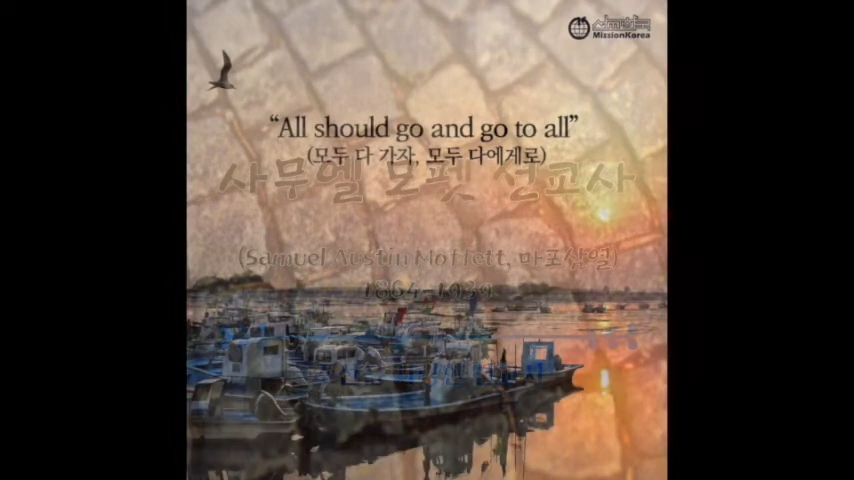 선교한국
MissionKorea
“All should go and go to all”
(모두 다 가자, 모두 다에게로)
사무엘 모펫 선교사
(Samuel Austin Moffett, 마포삼열)
1864-1939